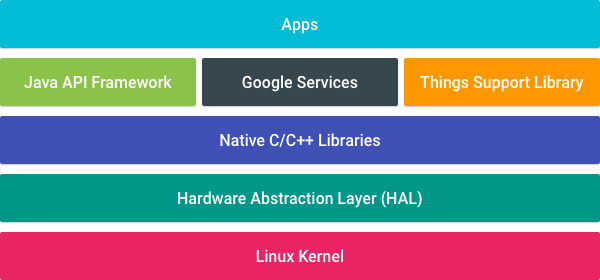 Apps
Java API Framework
Google Services
Things Support Library
Native C/C++ Libraries
Hardware Abstraction Layer (HAL)
Linux Kernel